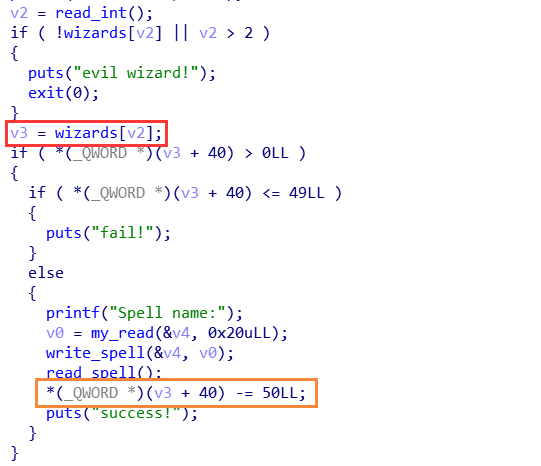 v2 = read_int();
if ( !wizards[v2] || v2 > 2 )
{
puts("evil wizard!");
exit(0);
}
v3 = wizards[v2];
if ( *(_QWORD *)(v3 + 40) > 0LL )
{
if ( *(_QWORD *)(v3 + 40) <= 49LL )
{
puts("fail!");
}
else
{
printf("Spell name:");
v0 = my_read(&v4, 0x20uLL);
write_spell(&v4, v0);
read_spell();
*(_QWORD *)(v3 + 40) -= 50LL;
puts("success!");
}
}